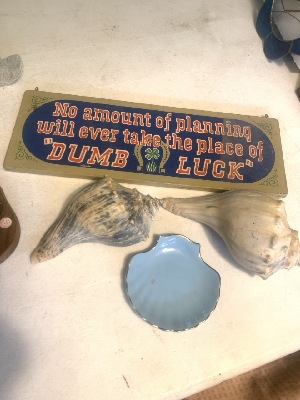 No amount of planning
will ever take the place of
"DUMB LUCK"